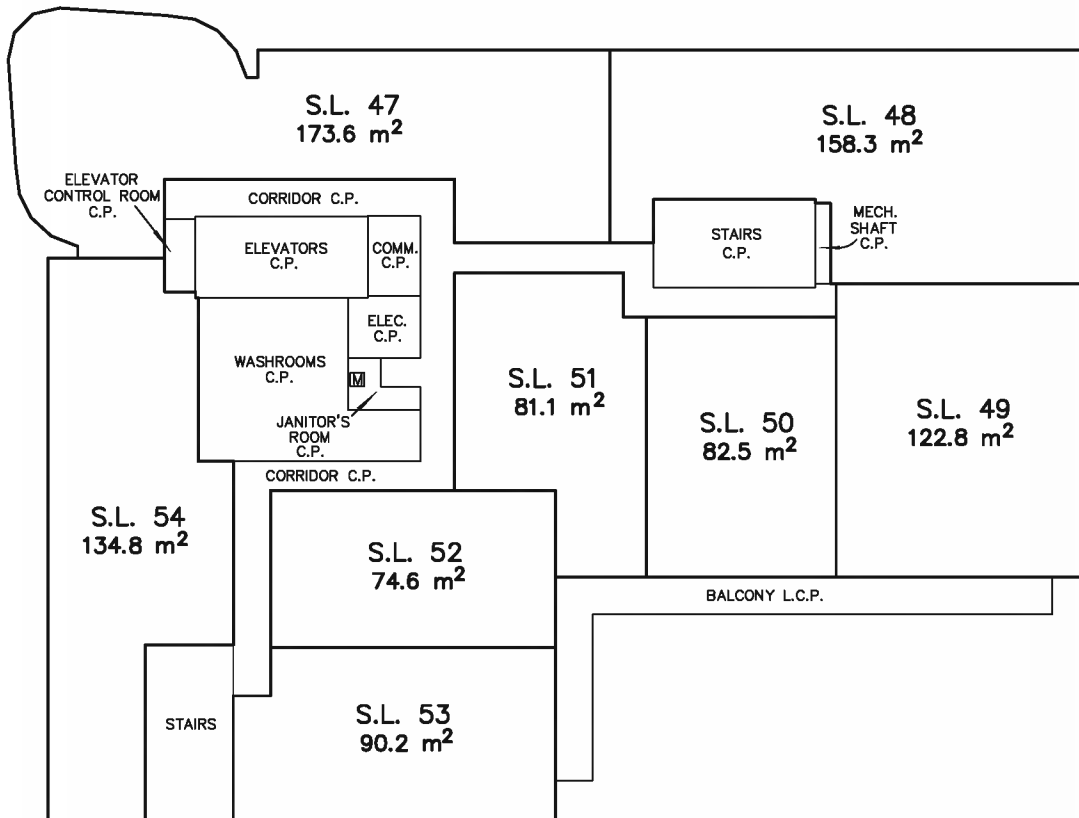 S.L. 47
173.6 m²
S.L. 48
158.3 m²
ELEVATOR
CONTROL ROOM
C.P.
CORRIDOR C.P.
ELEVATORS
C.P.
COMM.
C.P.
STAIRS
C.P.
MECH.
SHAFT
C.P.
ELEC.
C.P.
WASHROOMS
C.P.
M
JANITOR'S
ROOM
C.P.
CORRIDOR C.P.
S.L. 51
81.1 m²
S.L. 50
82.5 m²
S.L. 49
122.8 m²
S.L. 54
134.8 m²
S.L. 52
74.6 m²
BALCONY L.C.P.
STAIRS
S.L. 53
90.2 m²